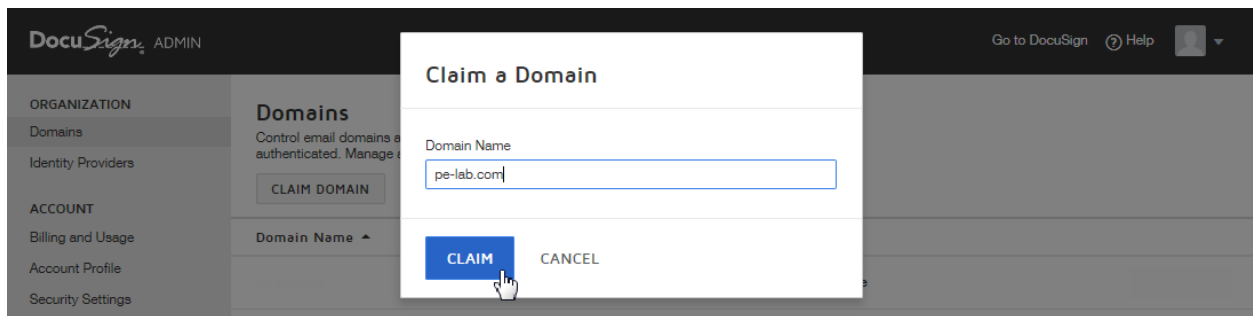 DocuSign ADMIN
Go to DocuSign ? Help
Claim a Domain
ORGANIZATION
Domains
Identity Providers
ACCOUNT
Billing and Usage
Account Profile
Security Settings
Domains
Control email domains a
authenticated. Manage
CLAIM DOMAIN
Domain Name
Domain Name
pe-lab.com
CLAIM CANCEL